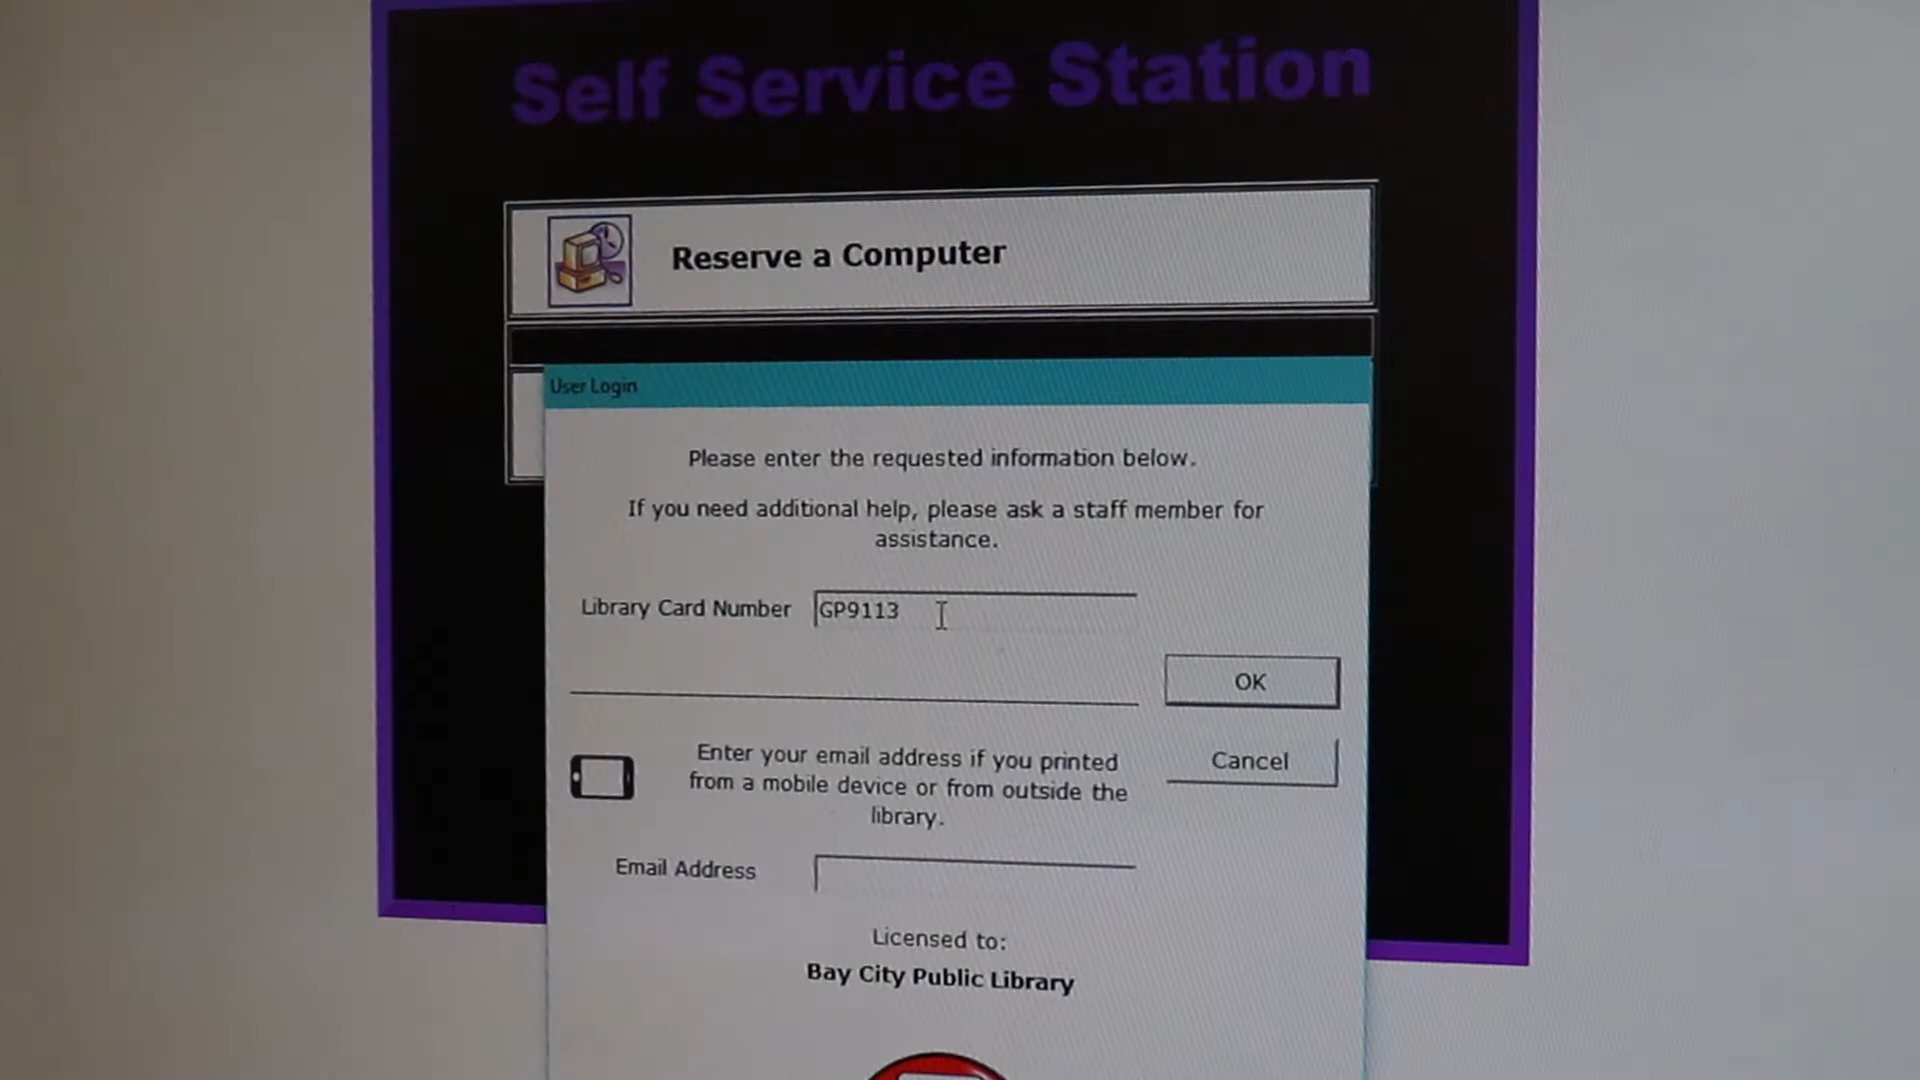 Self Service Station
Reserve a Computer
User Login
Please enter the requested information below.
If you need additional help, please ask a staff member for
assistance.
Library Card Number GP9113
OK
Enter your email address if you printed
from a mobile device or from outside the
library.
Cancel
Email Address
Licensed to:
Bay City Public Library